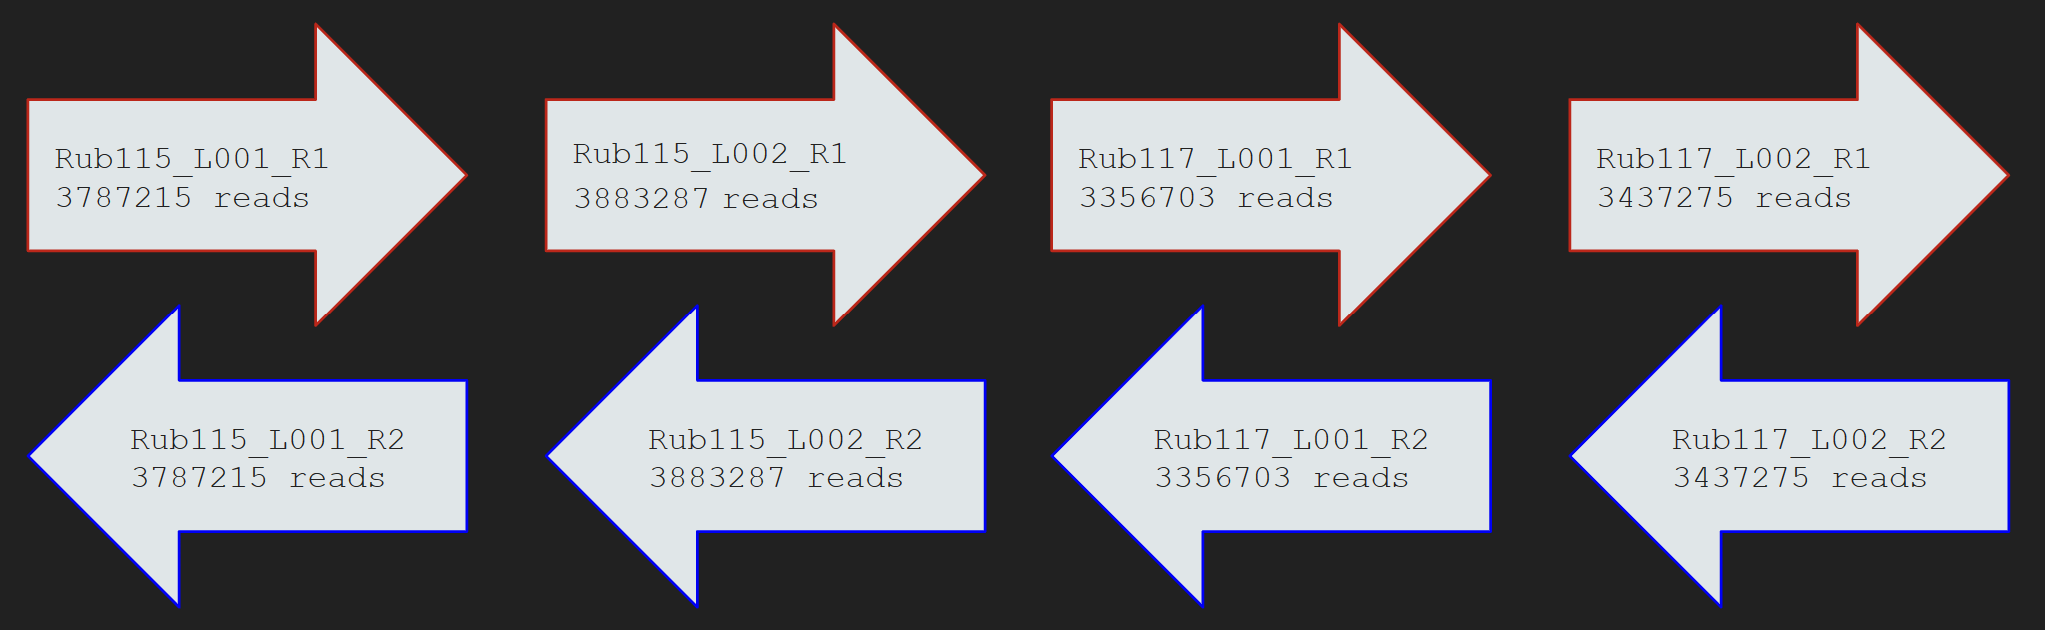 Rub115_L001_R1
3787215 reads
Rub115_L002_R1
3883287 reads
Rub117_L001_R1
3356703 reads
Rub117_L002_R1
3437275 reads
Rub115_L001_R2
3787215 reads
Rub115_L002_R2
3883287 reads
Rub117_L001_R2
3356703 reads
Rub117_L002_R2
3437275 reads